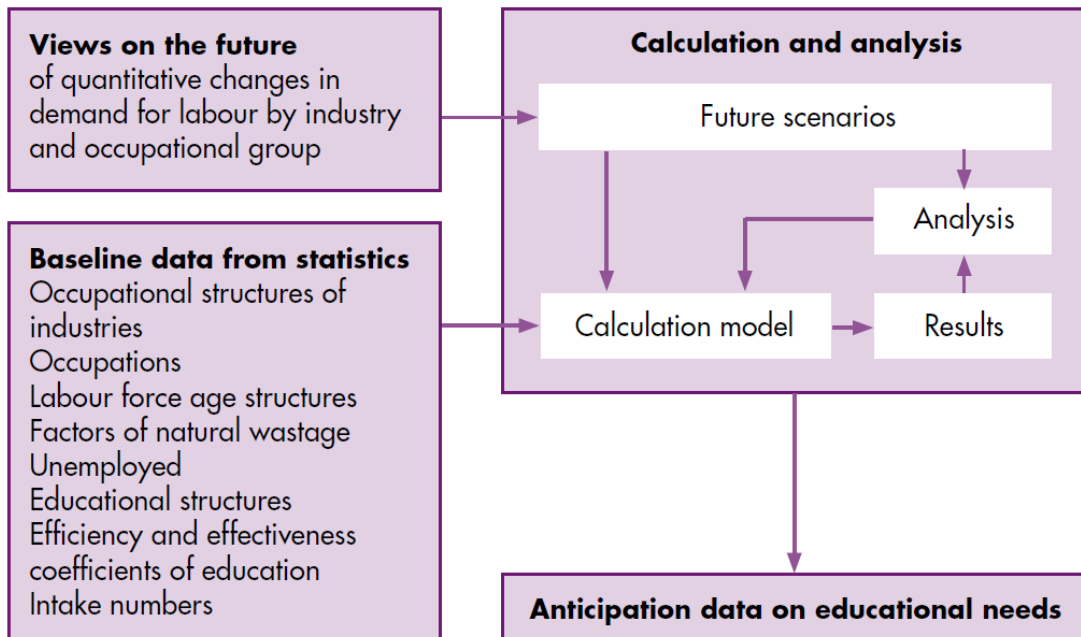 Views on the future
of quantitative changes in
demand for labour by industry
and occupational group
Baseline data from statistics
Occupational structures of
industries
Occupations
Labour force age structures
Factors of natural wastage
Unemployed
Educational structures
Efficiency and effectiveness
coefficients of education
Intake numbers
Calculation and analysis
Future scenarios
Analysis
Calculation model
Results
Anticipation data on educational needs